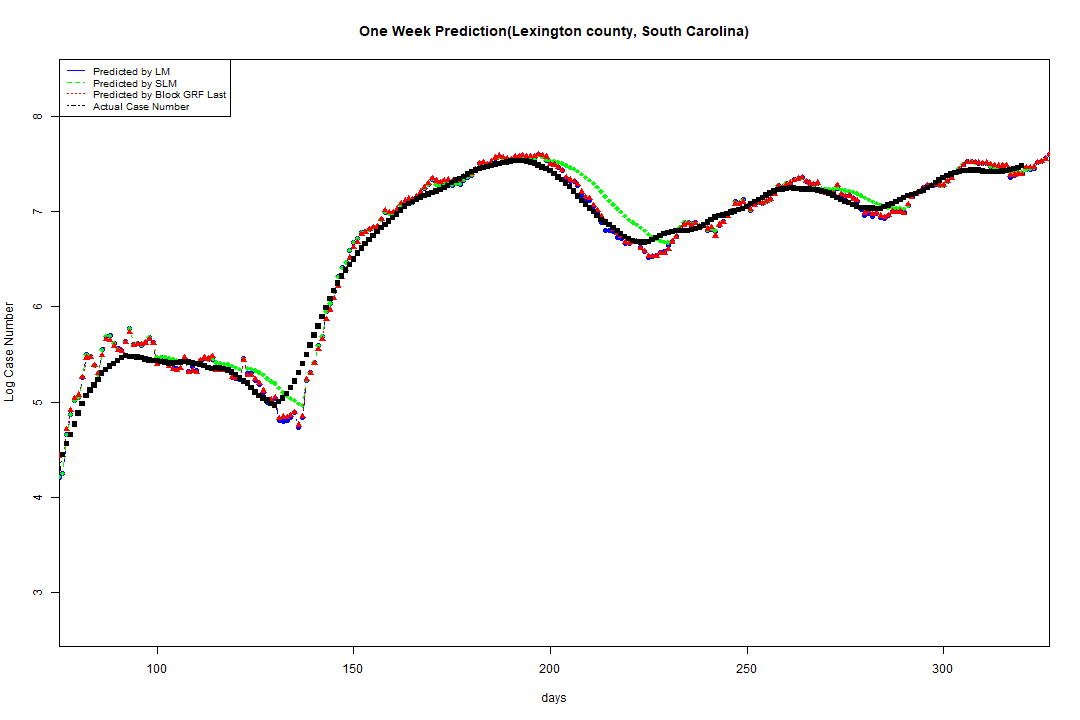 One Week Prediction(Lexington county, South Carolina)
Predicted by LM
Predicted by SLM
Predicted by Block GRF Last
Actual Case Number
8
7
6
5
4
3
Log Case Number
100 150 200 250 300
days